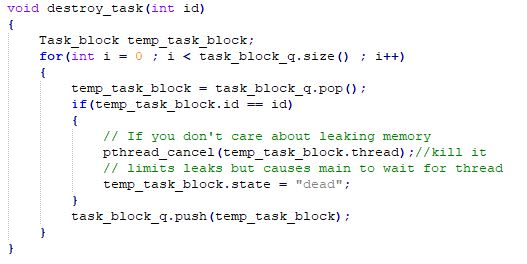 void destroy_task(int id)
{
    Task_block temp_task_block;
    for(int i = 0 ; i < task_block_q.size() ; i++)
    {
        temp_task_block = task_block_q.pop();
        if(temp_task_block.id == id)
        {
            // If you don't care about leaking memory
            pthread_cancel(temp_task_block.thread);//kill it
            // limits leaks but causes main to wait for thread
            temp_task_block.state = "dead";
        }
        task_block_q.push(temp_task_block);
    }
}